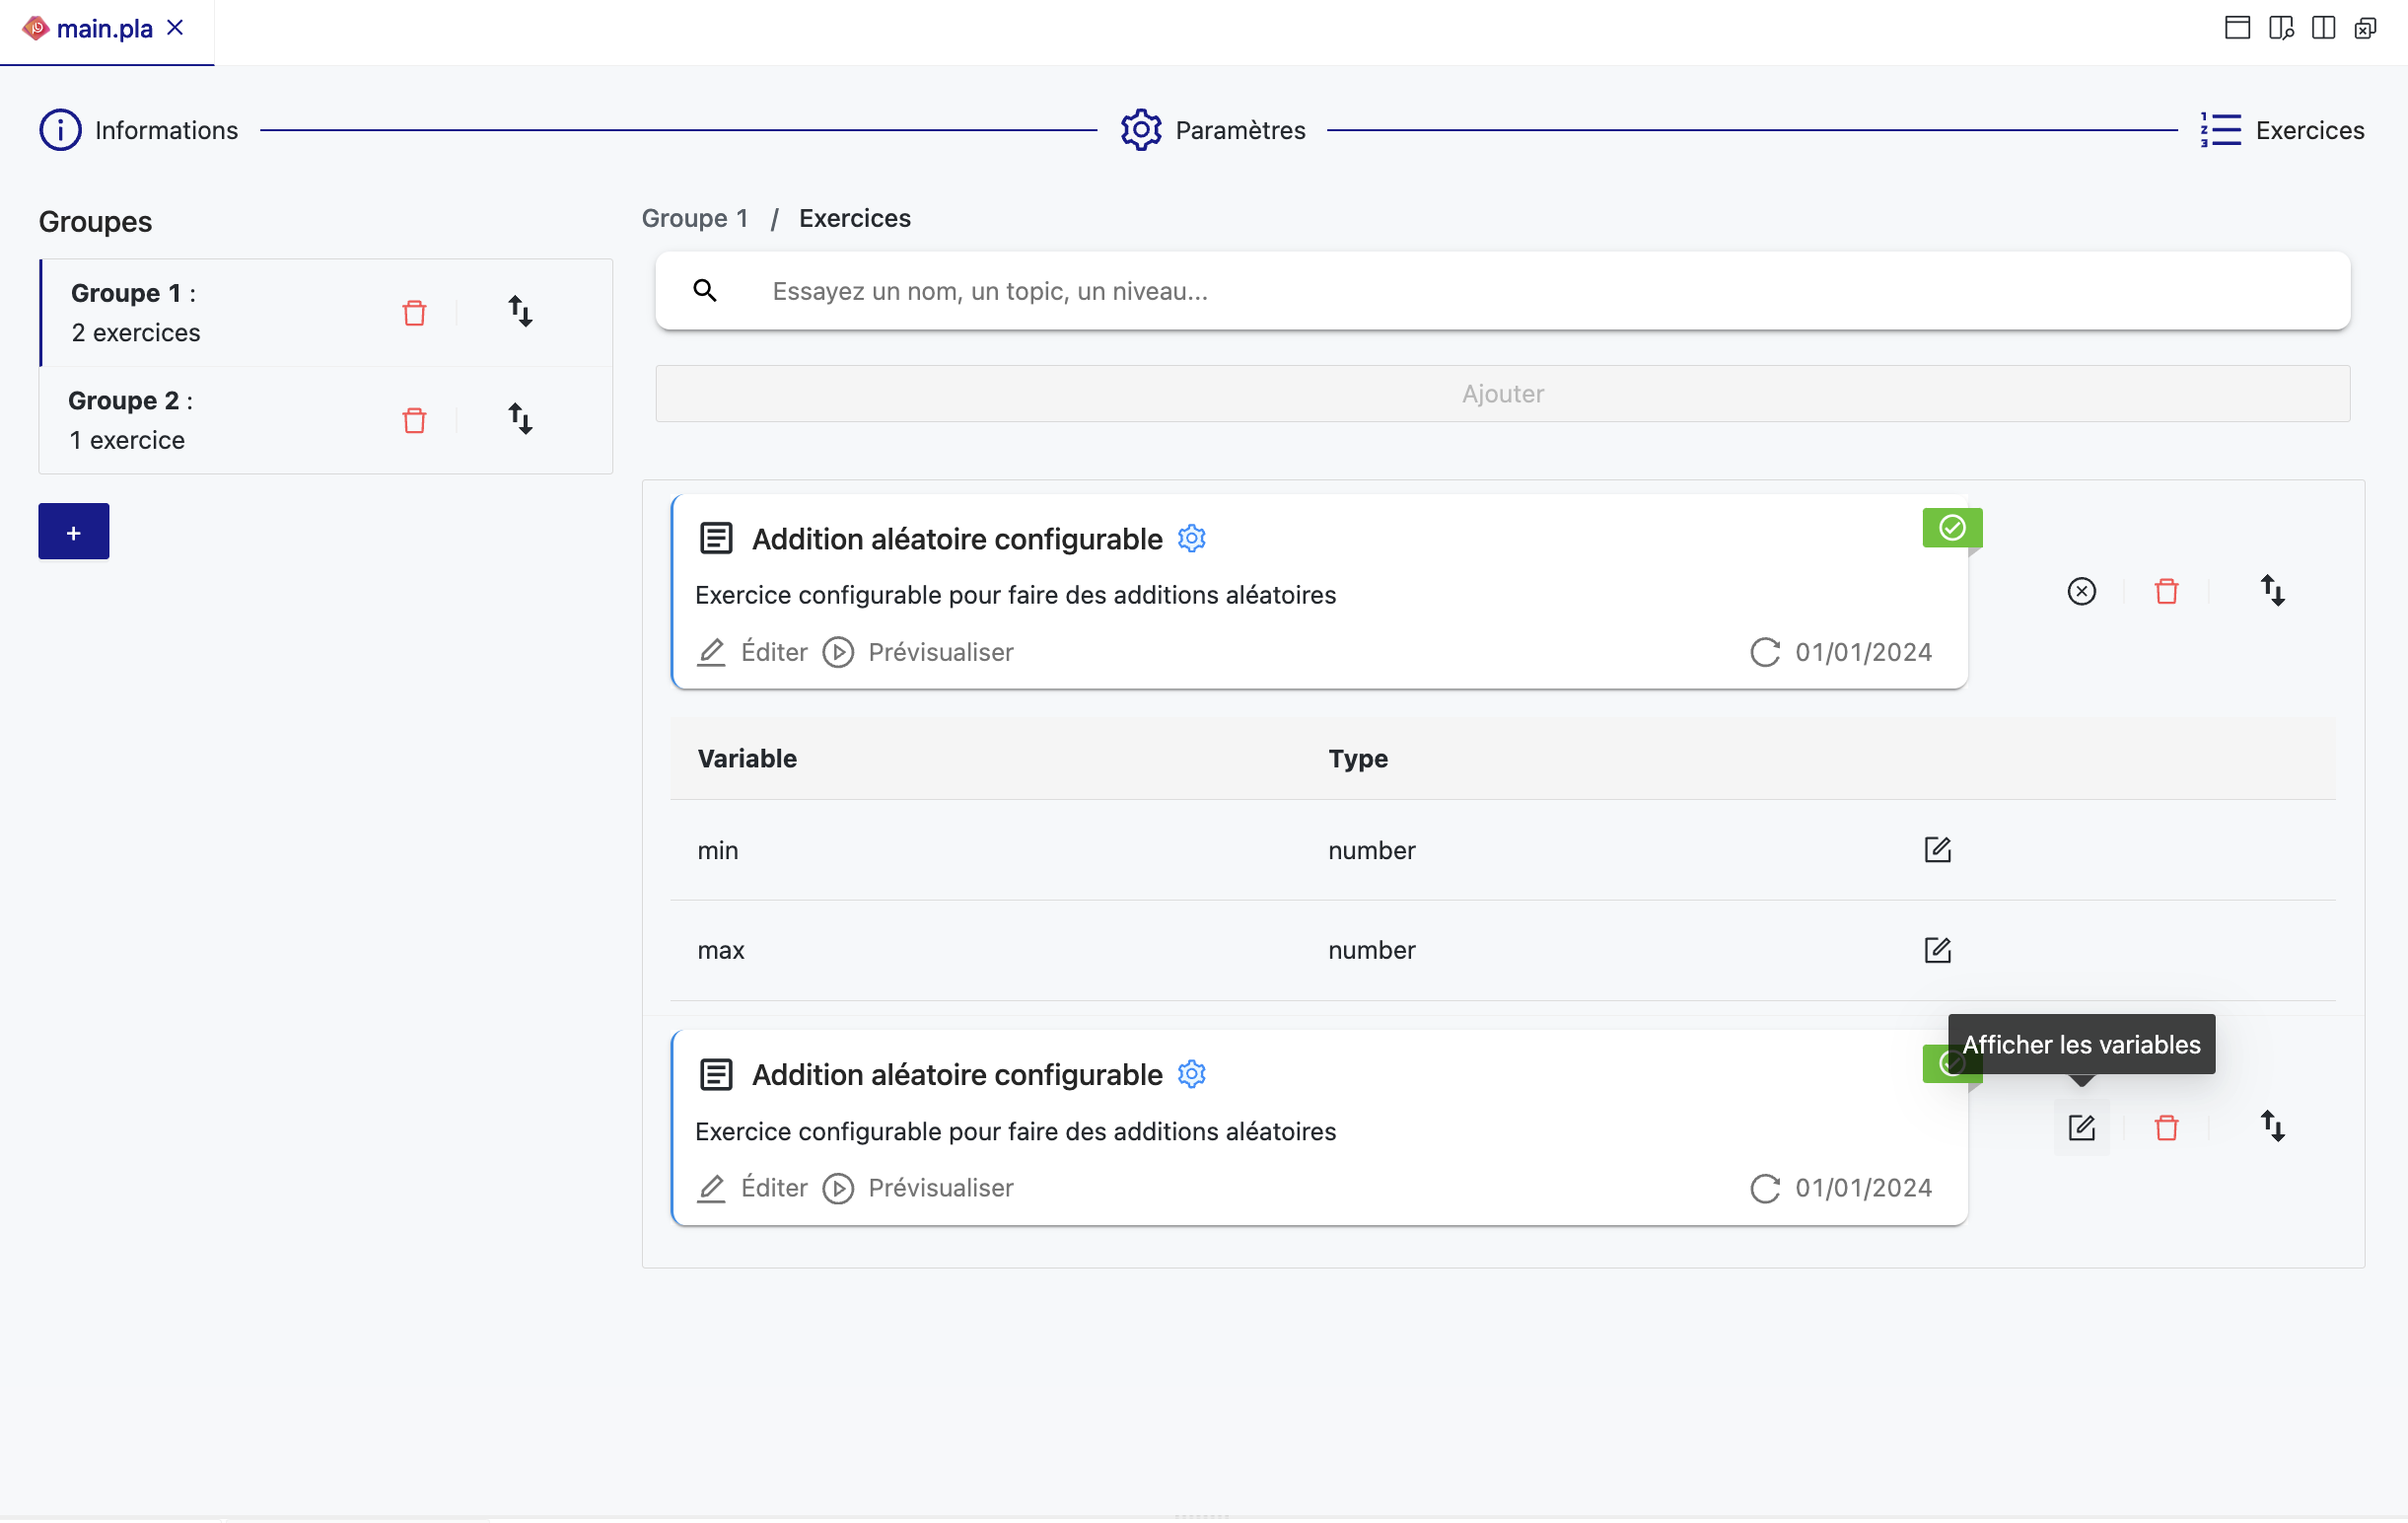 main.pla
Informations
Paramètres
Exercices
Groupes
Groupe 1 :
2 exercices
Groupe 2 :
1 exercice
+
Groupe 1 / Exercices
Essayez un nom, un topic, un niveau...
Ajouter
Addition aléatoire configurable
Exercice configurable pour faire des additions aléatoires
Éditer Prévisualiser 01/01/2024
Variable Type
min number
max number
Afficher les variables
Addition aléatoire configurable
Exercice configurable pour faire des additions aléatoires
Éditer Prévisualiser 01/01/2024